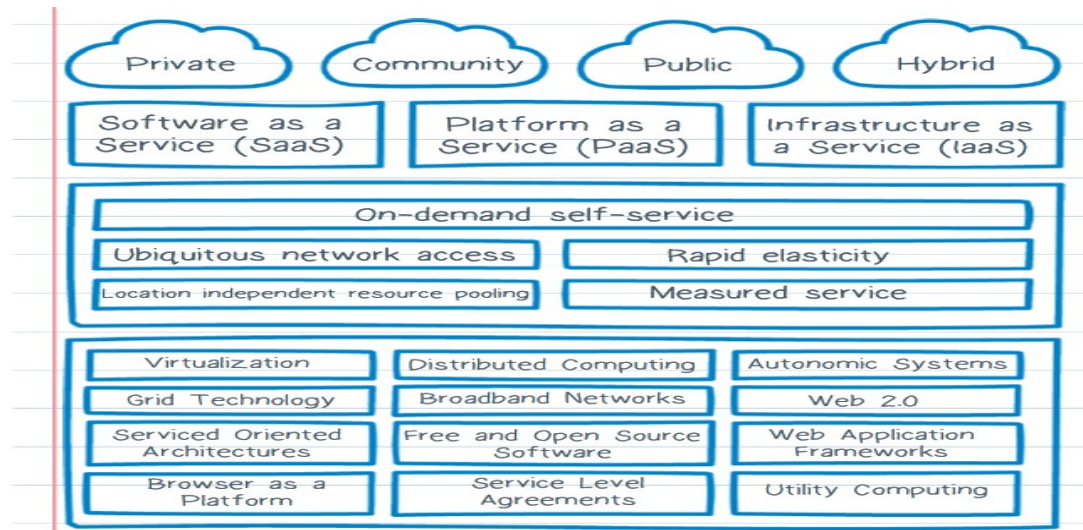 Private
Community
Public
Hybrid
Software as a
Service (SaaS)
Platform as a
Service (PaaS)
Infrastructure as
a Service (IaaS)
On-demand self-service
Ubiquitous network access
Rapid elasticity
Location independent resource pooling
Measured service
Virtualization
Distributed Computing
Autonomic Systems
Grid Technology
Broadband Networks
Web 2.0
Serviced Oriented
Architectures
Free and Open Source
Software
Web Application
Frameworks
Browser as a
Platform
Service Level
Agreements
Utility Computing